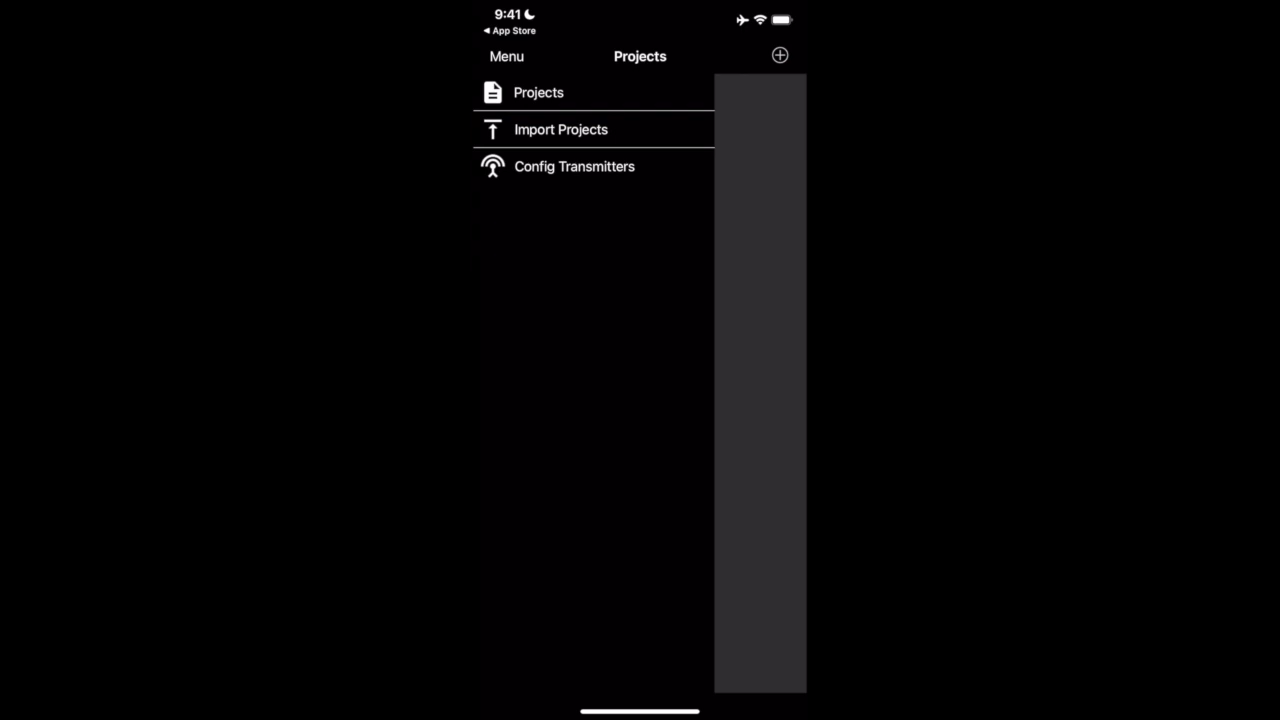 9:41
◀ App Store
Menu
Projects
Projects
Import Projects
Config Transmitters